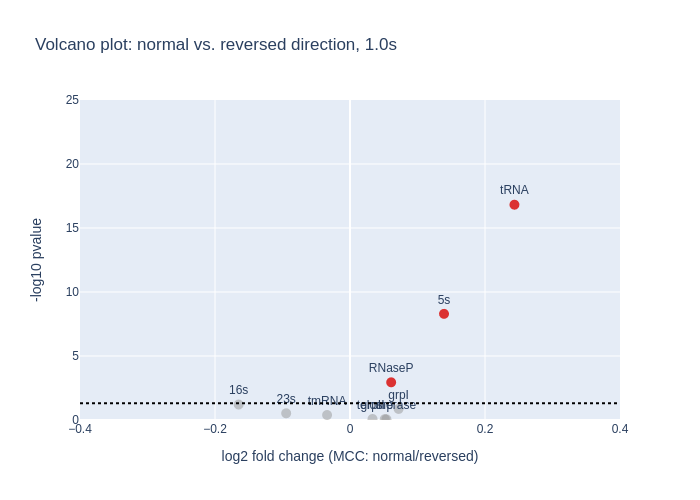 Volcano plot: normal vs. reversed direction, 1.0s
25
20
15
10
5
0
-log10 pvalue
tRNA
5s
RNaseP
grpI
16s
23s
tmRNA
−0.4
−0.2
0
0.2
0.4
log2 fold change (MCC: normal/reversed)